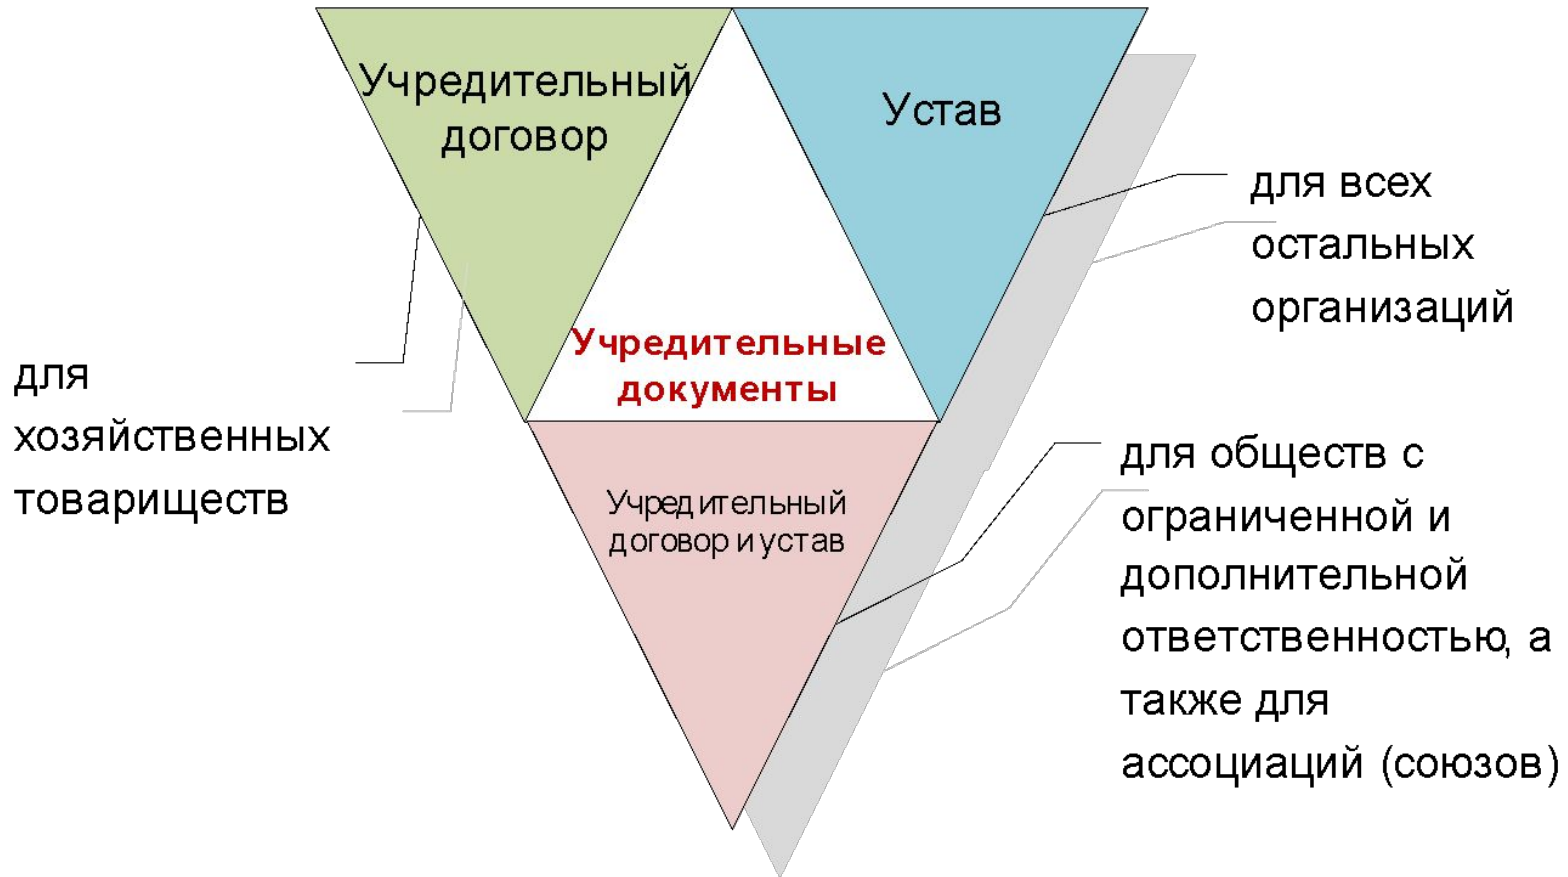 Учредительный
договор
Устав
для всех
остальных
организаций
Учредительные
документы
для
хозяйственных
товариществ
Учредительный
договор и устав
для обществ с
ограниченной и
дополнительной
ответственностью, а
также для
ассоциаций (союзов)